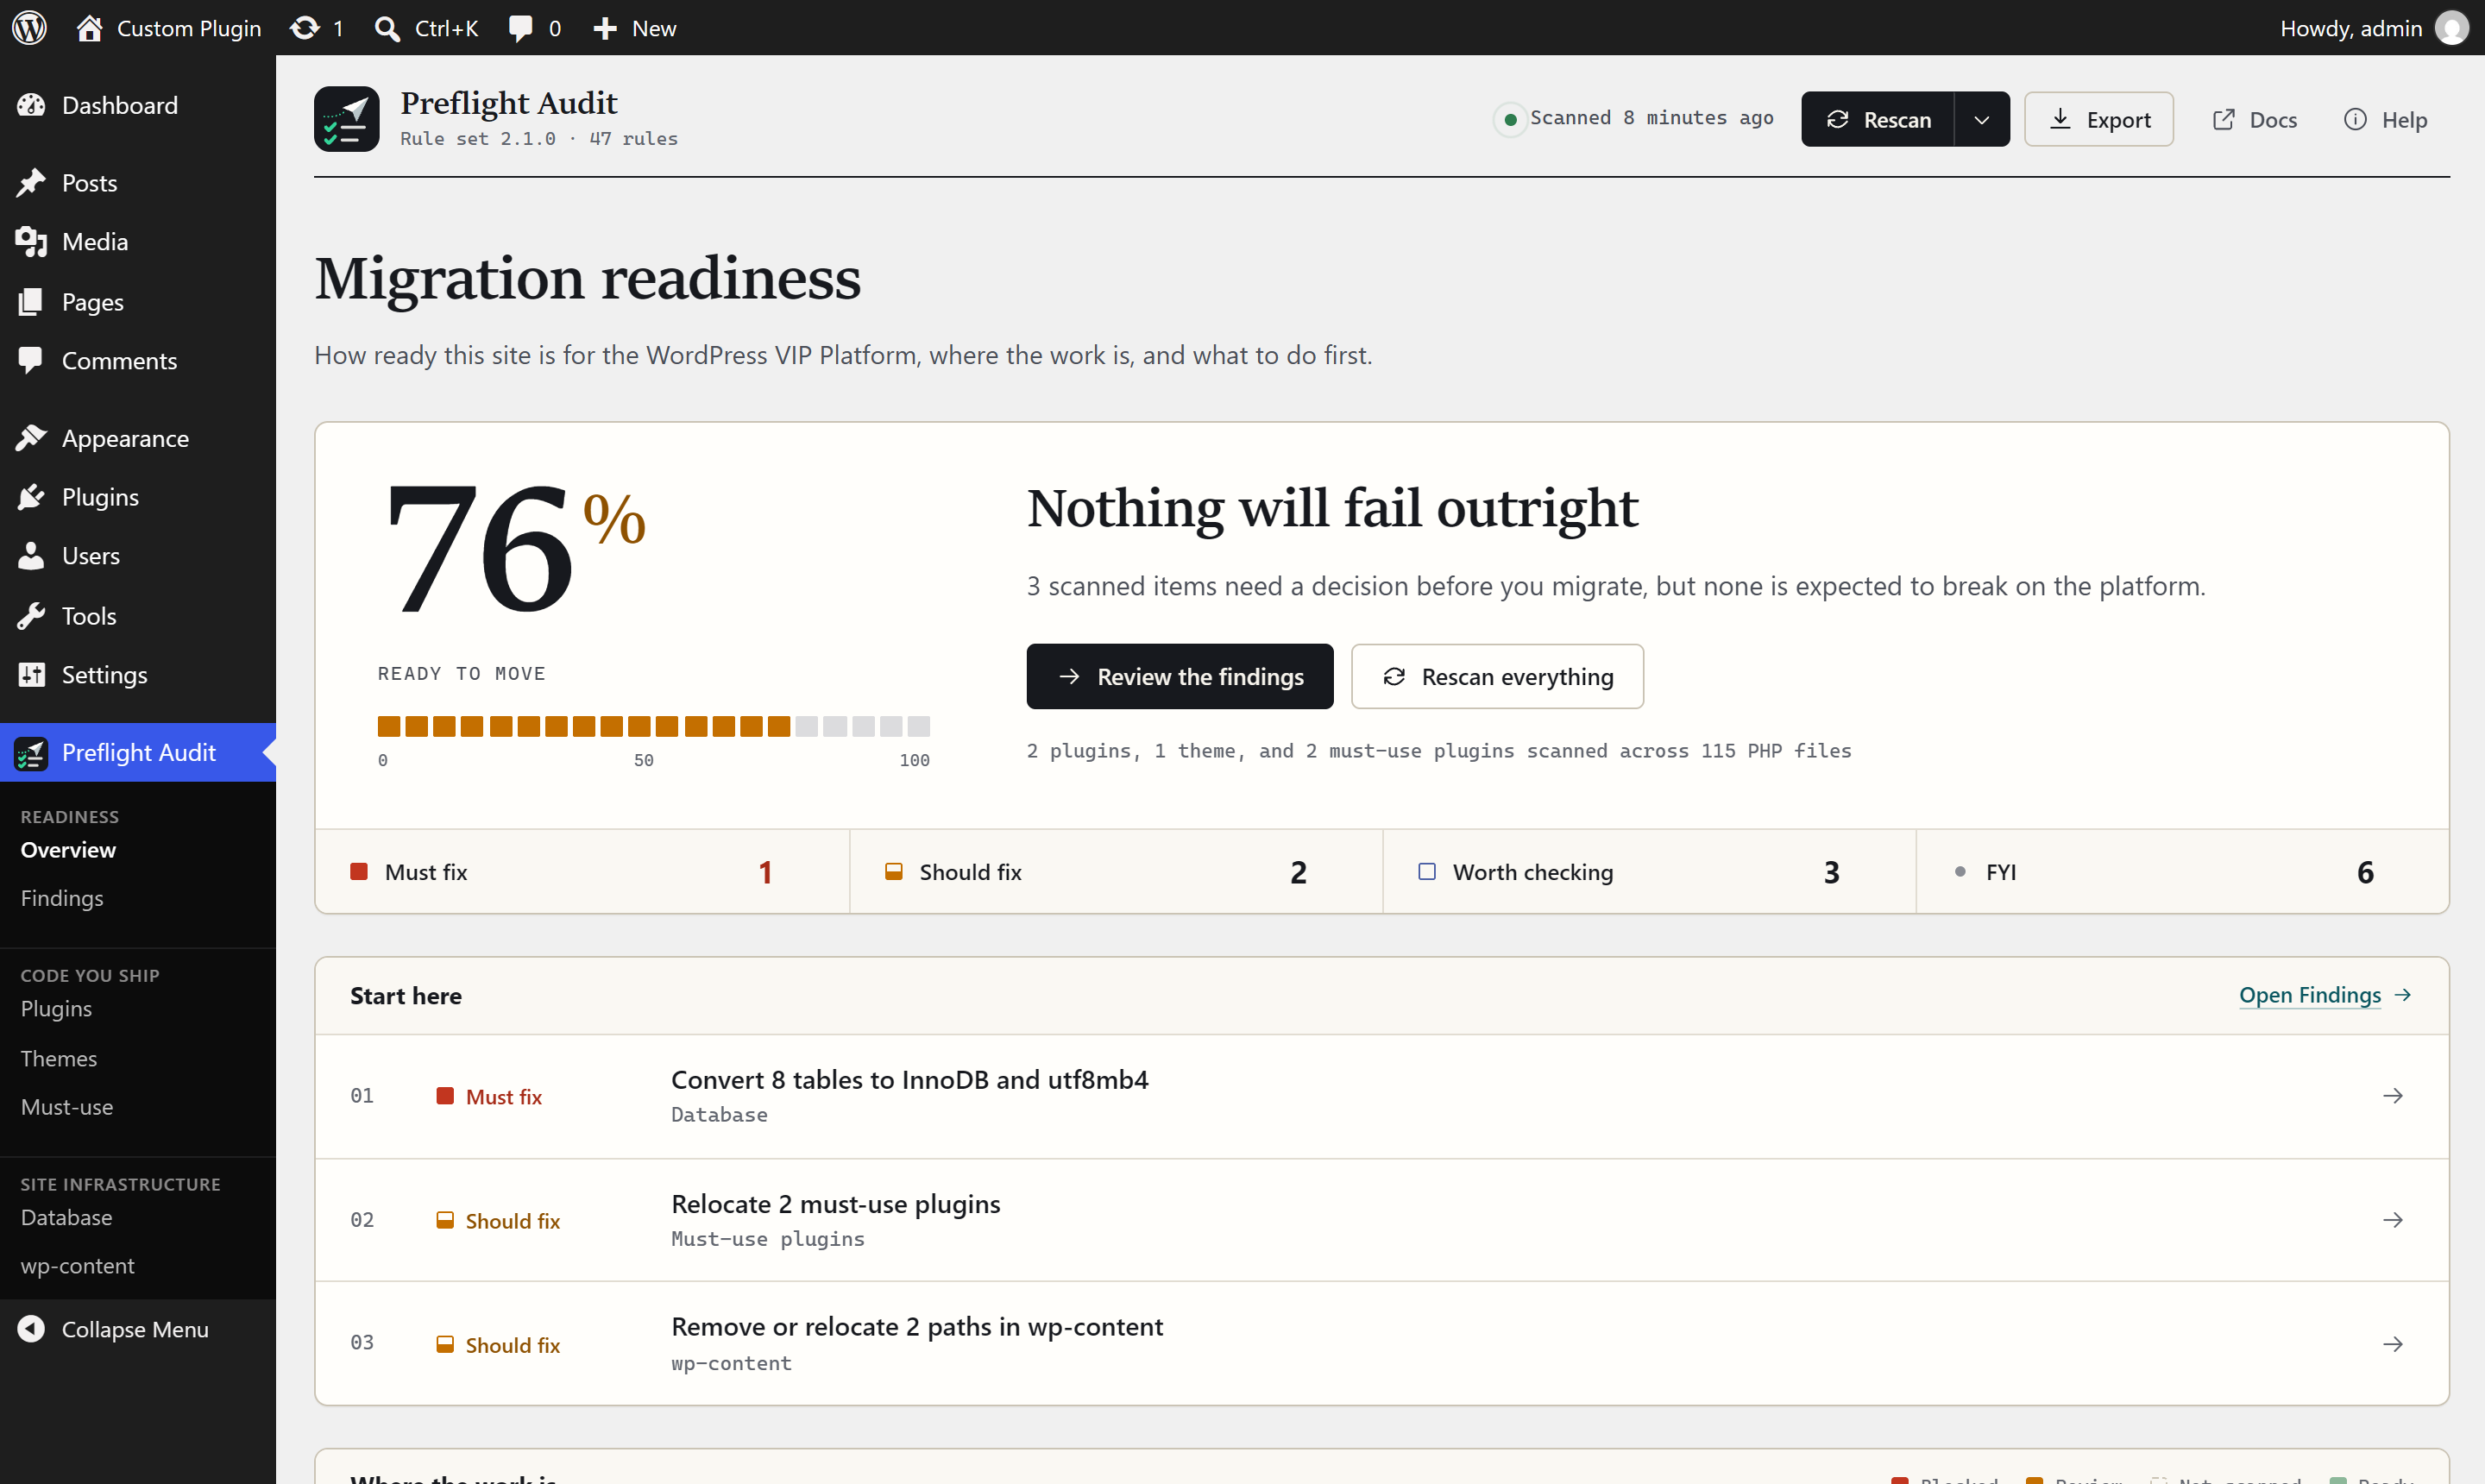 Custom Plugin 1 Ctrl+K 0 New Howdy, admin
Dashboard
Posts
Media
Pages
Comments
Appearance
Plugins
Users
Tools
Settings
Preflight Audit
READINESS
Overview
Findings
CODE YOU SHIP
Plugins
Themes
Must-use
SITE INFRASTRUCTURE
Database
wp-content
Collapse Menu
Preflight Audit
Rule set 2.1.0 · 47 rules
Scanned 8 minutes ago Rescan Export Docs Help
Migration readiness
How ready this site is for the WordPress VIP Platform, where the work is, and what to do first.
76%
READY TO MOVE
0 50 100
Nothing will fail outright
3 scanned items need a decision before you migrate, but none is expected to break on the platform.
Review the findings Rescan everything
2 plugins, 1 theme, and 2 must-use plugins scanned across 115 PHP files
Must fix 1 Should fix 2 Worth checking 3 FYI 6
Start here Open Findings
01 Must fix Convert 8 tables to InnoDB and utf8mb4
Database
02 Should fix Relocate 2 must-use plugins
Must-use plugins
03 Should fix Remove or relocate 2 paths in wp-content
wp-content
Where the work is Blocked Review Not scanned Ready